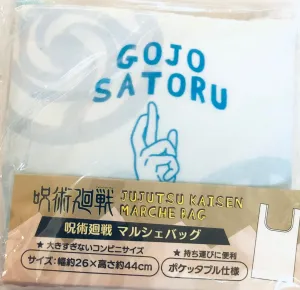 GOJO
SATORU
呪術廻戦 JUJUTSU KAISEN
MARCHE BAG
呪術廻戦 マルシェバッグ
★大きすぎないコンビニサイズ ★持ち運びに便利
サイズ:幅約26×高さ約44cm ポケッタブル仕様